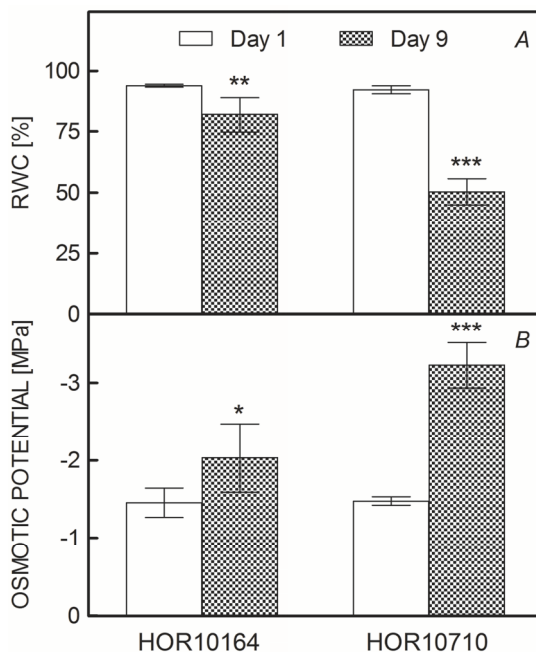 Day 1 Day 9 A
100
75
50
25
0
RWC [%]
** ***
B
-3
-2
-1
0
OSMOTIC POTENTIAL [MPa]
* ***
HOR10164 HOR10710